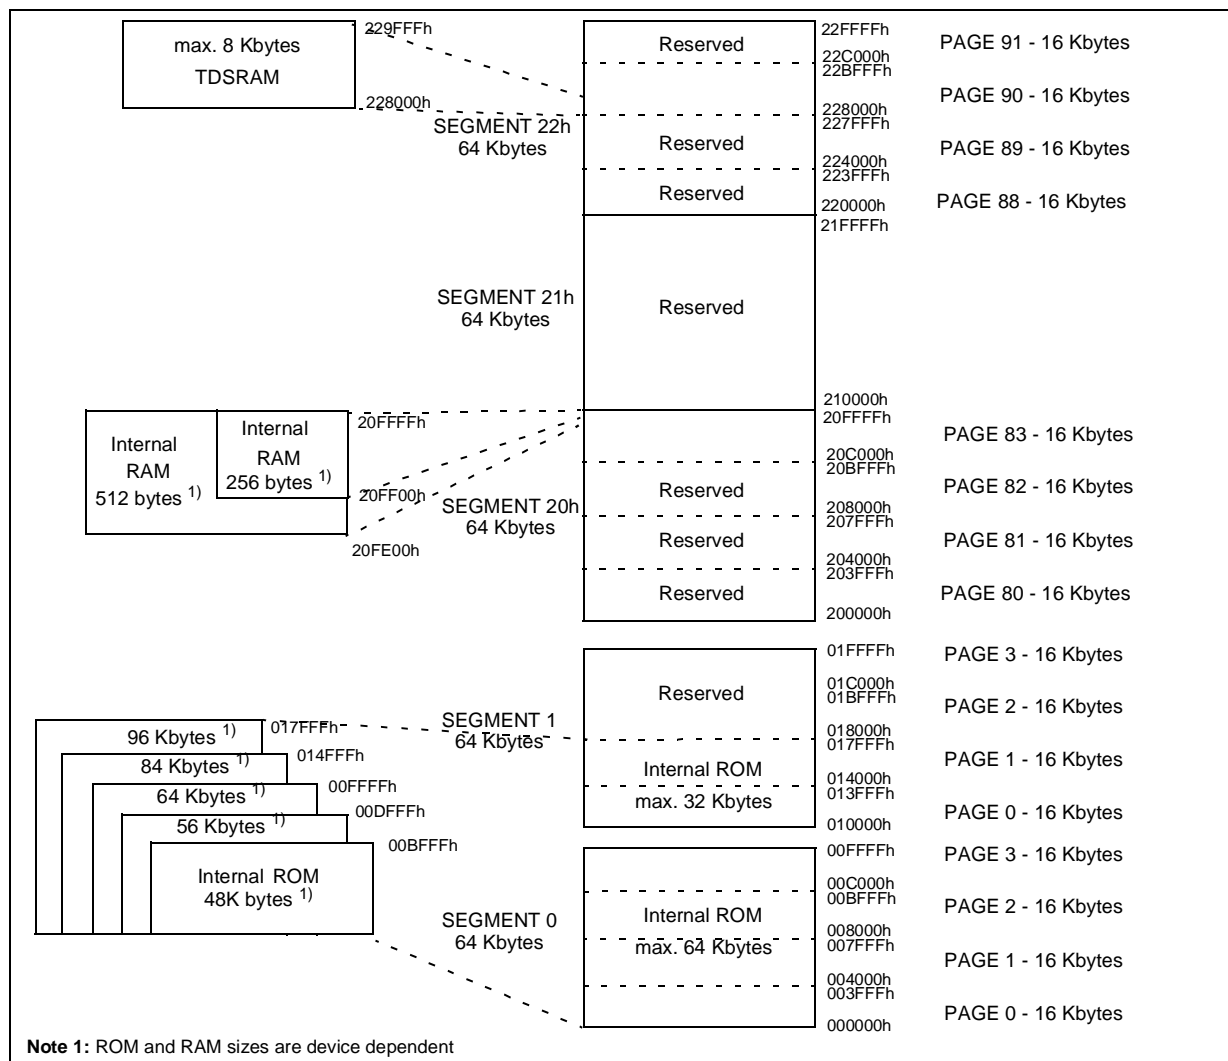 max. 8 Kbytes
TDSRAM
229FFFh
228000h
SEGMENT 22h
64 Kbytes
Reserved
Reserved
Reserved
22FFFFh
22C000h
22BFFFh
228000h
227FFFh
224000h
223FFFh
220000h
21FFFFh
PAGE 91 - 16 Kbytes
PAGE 90 - 16 Kbytes
PAGE 89 - 16 Kbytes
PAGE 88 - 16 Kbytes
SEGMENT 21h
64 Kbytes
Reserved
210000h
20FFFFh
Internal
RAM
512 bytes 1)
Internal
RAM
256 bytes 1)
20FFFFh
20FF00h
20FE00h
SEGMENT 20h
64 Kbytes
Reserved
Reserved
Reserved
20C000h
20BFFFh
208000h
207FFFh
204000h
203FFFh
200000h
PAGE 83 - 16 Kbytes
PAGE 82 - 16 Kbytes
PAGE 81 - 16 Kbytes
PAGE 80 - 16 Kbytes
96 Kbytes 1)
017FFFh
84 Kbytes 1)
014FFFh
64 Kbytes 1)
00FFFFh
56 Kbytes 1)
00DFFFh
Internal ROM
48K bytes 1)
00BFFFh
SEGMENT 1
64 Kbytes
Reserved
Internal ROM
max. 32 Kbytes
01FFFFh
01C000h
01BFFFh
018000h
017FFFh
014000h
013FFFh
010000h
PAGE 3 - 16 Kbytes
PAGE 2 - 16 Kbytes
PAGE 1 - 16 Kbytes
PAGE 0 - 16 Kbytes
SEGMENT 0
64 Kbytes
Internal ROM
max. 64 Kbytes
00FFFFh
00C000h
00BFFFh
008000h
007FFFh
004000h
003FFFh
000000h
PAGE 3 - 16 Kbytes
PAGE 2 - 16 Kbytes
PAGE 1 - 16 Kbytes
PAGE 0 - 16 Kbytes
Note 1: ROM and RAM sizes are device dependent